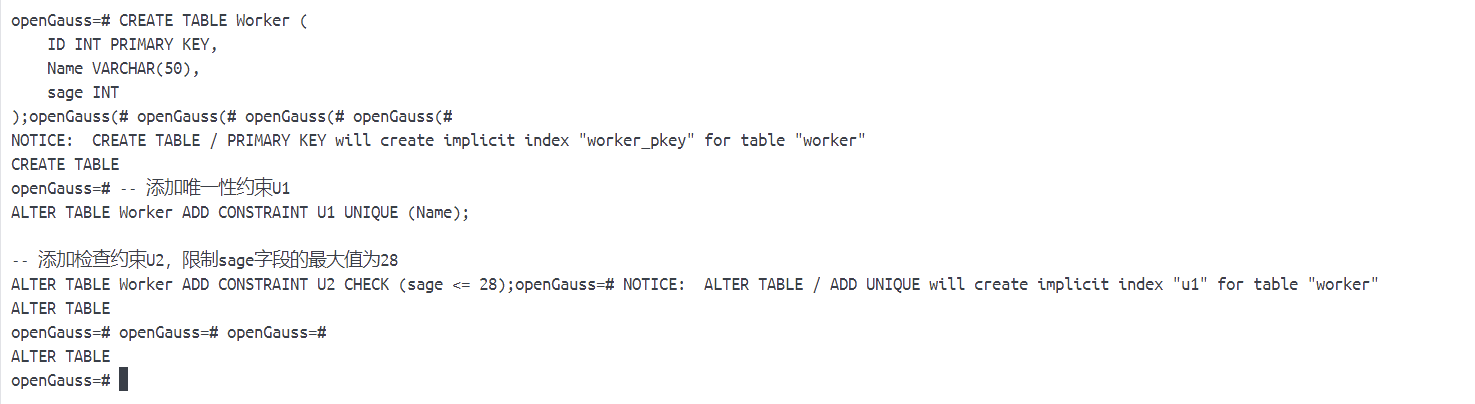 openGauss=# CREATE TABLE Worker (
    ID INT PRIMARY KEY,
    Name VARCHAR(50),
    sage INT
);openGauss(# openGauss(# openGauss(# openGauss(#
NOTICE:  CREATE TABLE / PRIMARY KEY will create implicit index "worker_pkey" for table "worker"
CREATE TABLE
openGauss=# -- 添加唯一性约束U1
ALTER TABLE Worker ADD CONSTRAINT U1 UNIQUE (Name);

-- 添加检查约束U2, 限制sage字段的最大值为28
ALTER TABLE Worker ADD CONSTRAINT U2 CHECK (sage <= 28);openGauss=# NOTICE:  ALTER TABLE / ADD UNIQUE will create implicit index "u1" for table "worker"
ALTER TABLE
openGauss=# openGauss=# openGauss=#
ALTER TABLE
openGauss=#